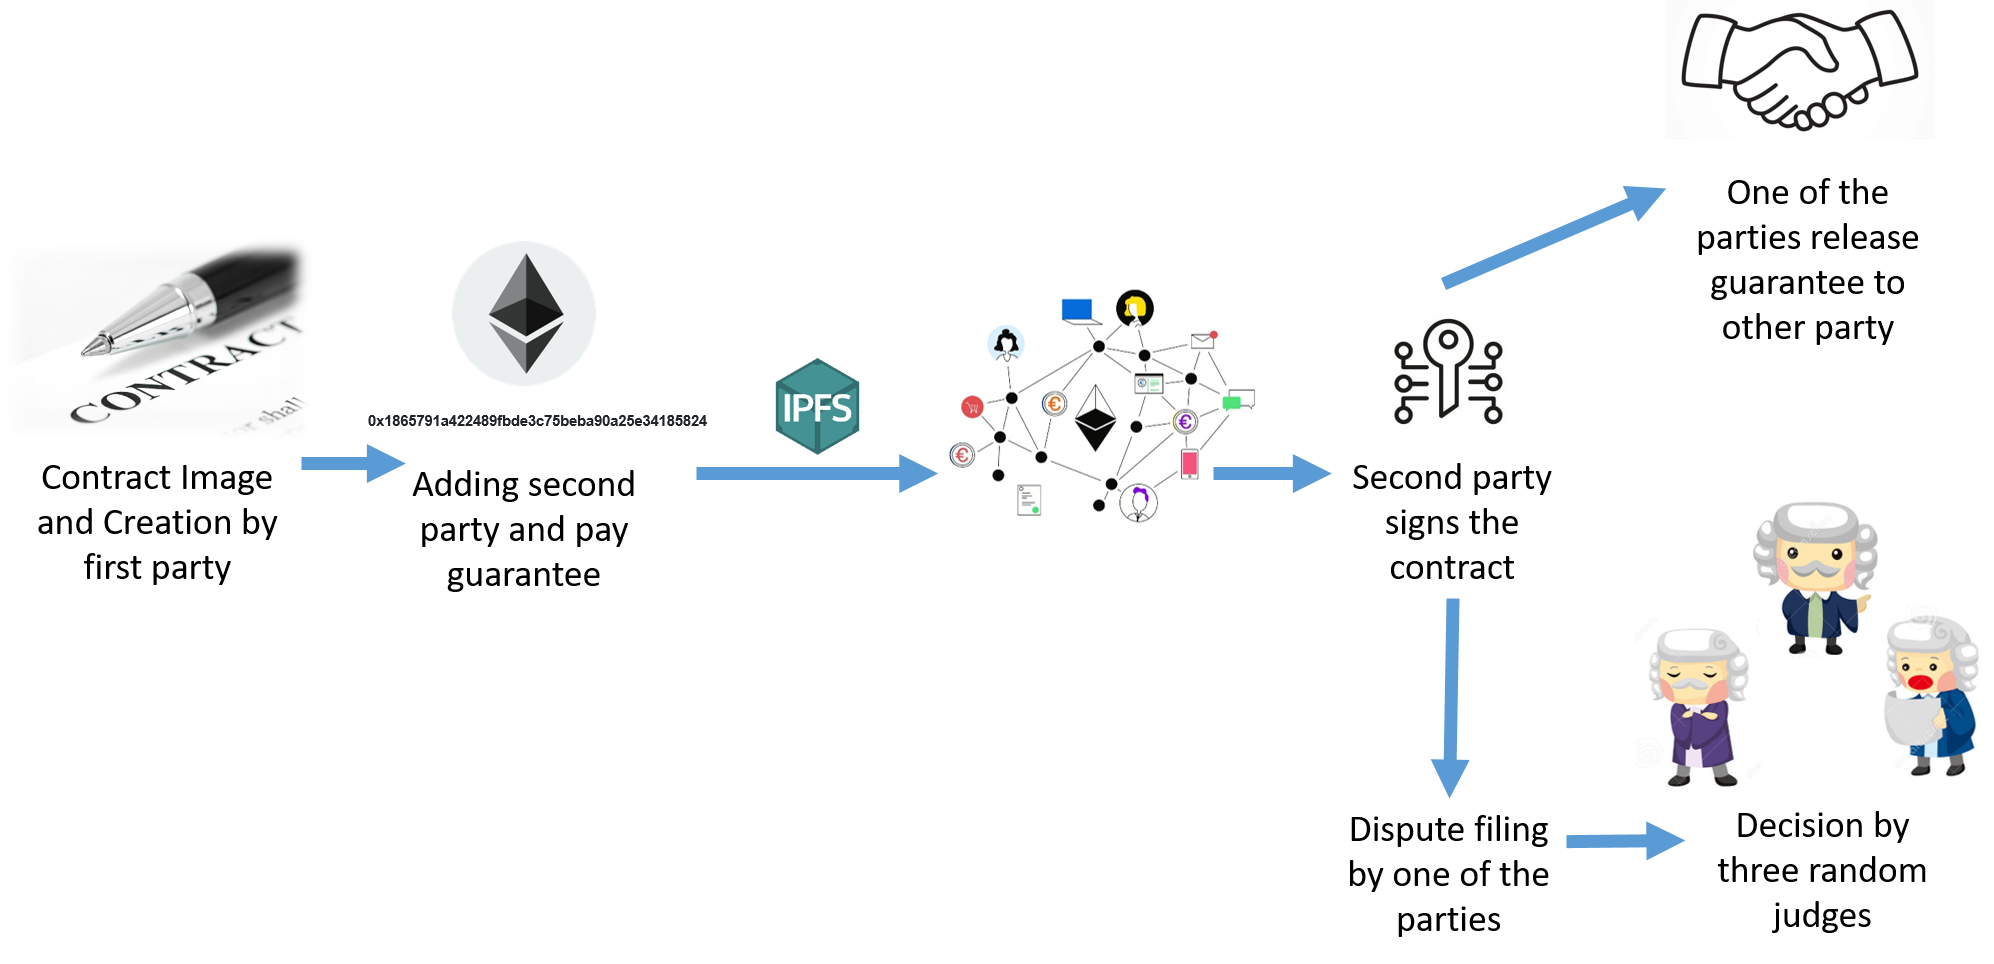 CONTRACT
shall
Contract Image
and Creation by
first party
0x1865791a422489fbde3c75beba90a25e34185824
Adding second
party and pay
guarantee
IPFS
Second party
signs the
contract
One of the
parties release
guarantee to
other party
Dispute filing
by one of the
parties
Decision by
three random
judges